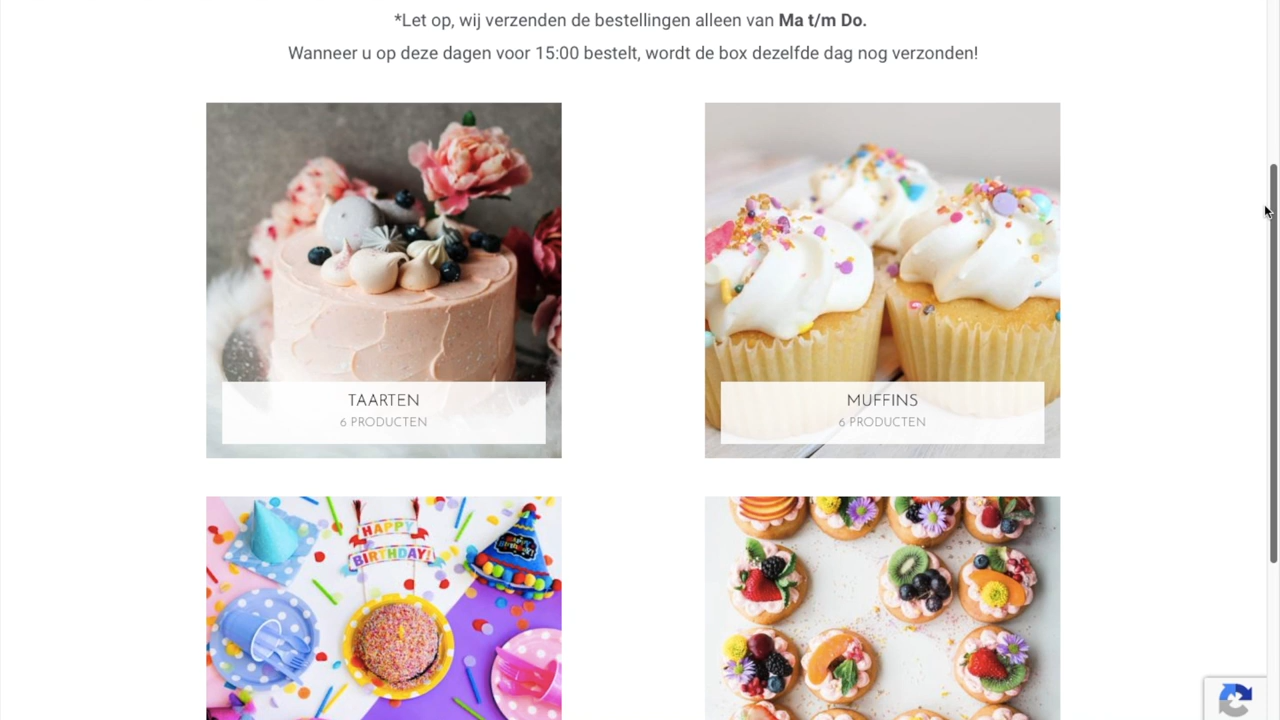 *Let op, wij verzenden de bestellingen alleen van Ma t/m Do.
Wanneer u op deze dagen voor 15:00 bestelt, wordt de box dezelfde dag nog verzonden!
TAARTEN
6 PRODUCTEN
MUFFINS
6 PRODUCTEN
HAPPY
BIRTHDAY!